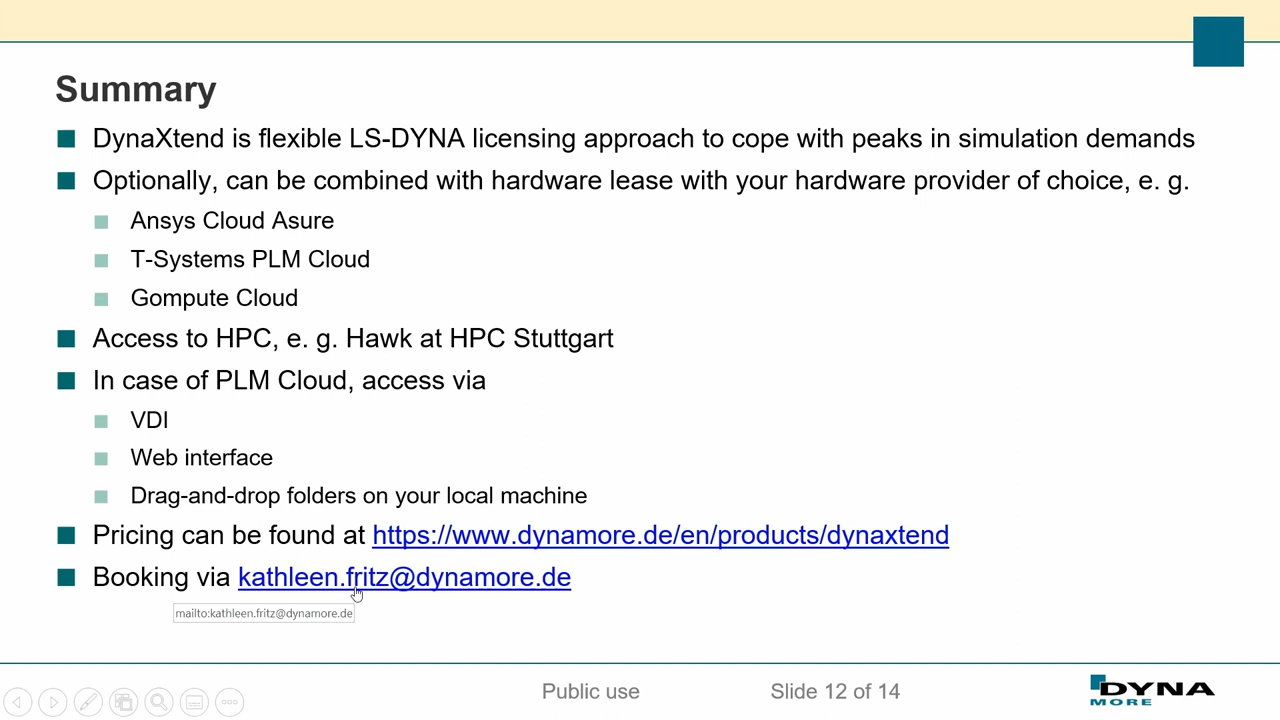 Summary
DynaXtend is flexible LS-DYNA licensing approach to cope with peaks in simulation demands
Optionally, can be combined with hardware lease with your hardware provider of choice, e. g.
Ansys Cloud Asure
T-Systems PLM Cloud
Gompute Cloud
Access to HPC, e. g. Hawk at HPC Stuttgart
In case of PLM Cloud, access via
VDI
Web interface
Drag-and-drop folders on your local machine
Pricing can be found at https://www.dynamore.de/en/products/dynaxtend
Booking via kathleen.fritz@dynamore.de
mailto:kathleen.fritz@dynamore.de
Public use
Slide 12 of 14
DYNA
MORE